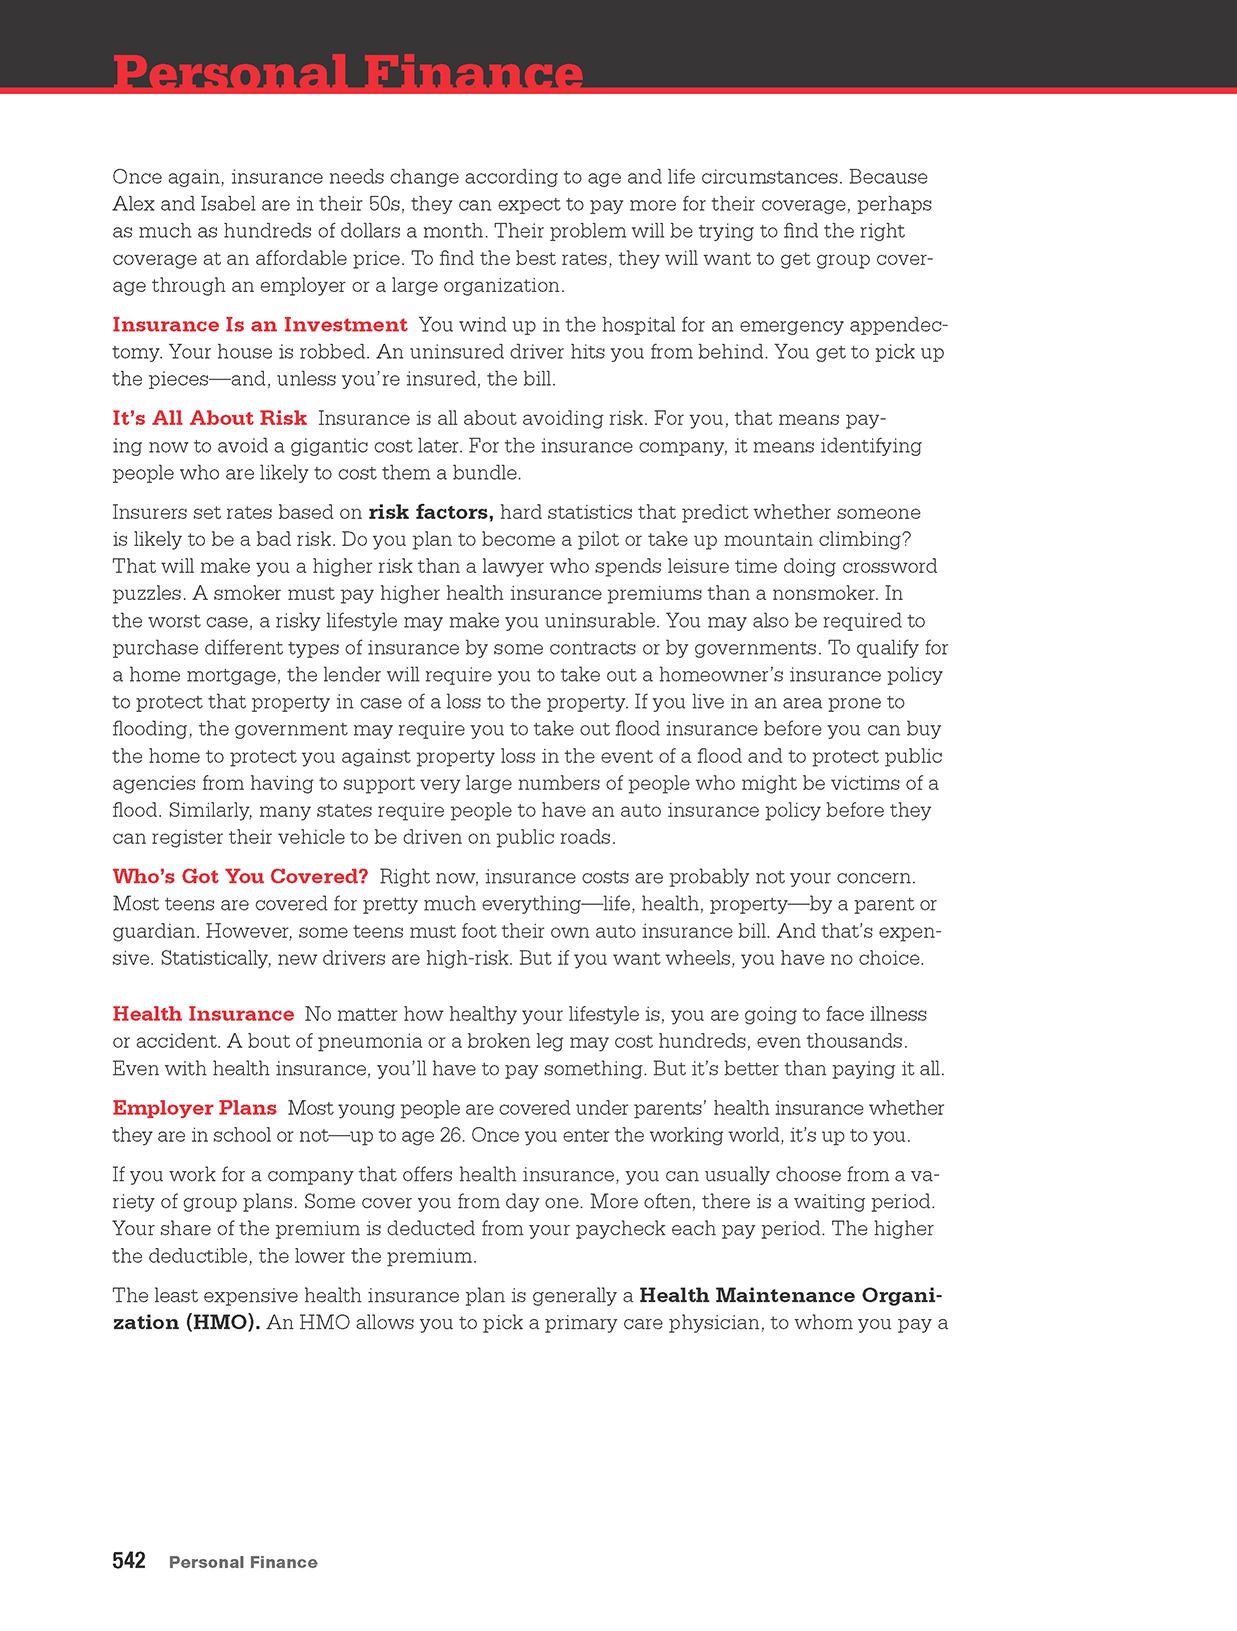 Personal Finance
Once again, insurance needs change according to age and life circumstances. Because
Alex and Isabel are in their 50s, they can expect to pay more for their coverage, perhaps
as much as hundreds of dollars a month. Their problem will be trying to find the right
coverage at an affordable price. To find the best rates, they will want to get group cover-
age through an employer or a large organization.
Insurance Is an Investment You wind up in the hospital for an emergency appendec-
tomy. Your house is robbed. An uninsured driver hits you from behind. You get to pick up
the pieces—and, unless you're insured, the bill.
It's All About Risk Insurance is all about avoiding risk. For you, that means pay-
ing now to avoid a gigantic cost later. For the insurance company, it means identifying
people who are likely to cost them a bundle.
Insurers set rates based on risk factors, hard statistics that predict whether someone
is likely to be a bad risk. Do you plan to become a pilot or take up mountain climbing?
That will make you a higher risk than a lawyer who spends leisure time doing crossword
puzzles. A smoker must pay higher health insurance premiums than a nonsmoker. In
the worst case, a risky lifestyle may make you uninsurable. You may also be required to
purchase different types of insurance by some contracts or by governments. To qualify for
a home mortgage, the lender will require you to take out a homeowner's insurance policy
to protect that property in case of a loss to the property. If you live in an area prone to
flooding, the government may require you to take out flood insurance before you can buy
the home to protect you against property loss in the event of a flood and to protect public
agencies from having to support very large numbers of people who might be victims of a
flood. Similarly, many states require people to have an auto insurance policy before they
can register their vehicle to be driven on public roads.
Who's Got You Covered? Right now, insurance costs are probably not your concern.
Most teens are covered for pretty much everything—life, health, property—by a parent or
guardian. However, some teens must foot their own auto insurance bill. And that's expen-
sive. Statistically, new drivers are high-risk. But if you want wheels, you have no choice.
Health Insurance No matter how healthy your lifestyle is, you are going to face illness
or accident. A bout of pneumonia or a broken leg may cost hundreds, even thousands.
Even with health insurance, you'll have to pay something. But it's better than paying it all.
Employer Plans Most young people are covered under parents' health insurance whether
they are in school or not—up to age 26. Once you enter the working world, it's up to you.
If you work for a company that offers health insurance, you can usually choose from a va-
riety of group plans. Some cover you from day one. More often, there is a waiting period.
Your share of the premium is deducted from your paycheck each pay period. The higher
the deductible, the lower the premium.
The least expensive health insurance plan is generally a Health Maintenance Organi-
zation (HMO). An HMO allows you to pick a primary care physician, to whom you pay a
542 Personal Finance